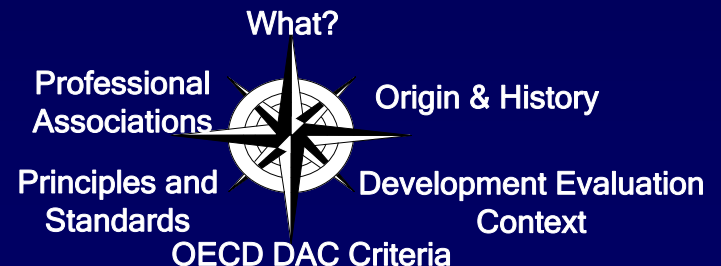 What?
Professional
Associations
Origin & History
Principles and
Standards
Development Evaluation
Context
OECD DAC Criteria